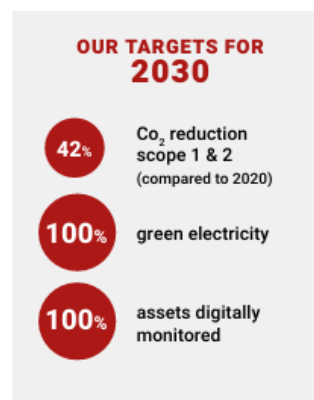 OUR TARGETS FOR
2030
42%
Co₂ reduction
scope 1 & 2
(compared to 2020)
100%
green electricity
100%
assets digitally
monitored